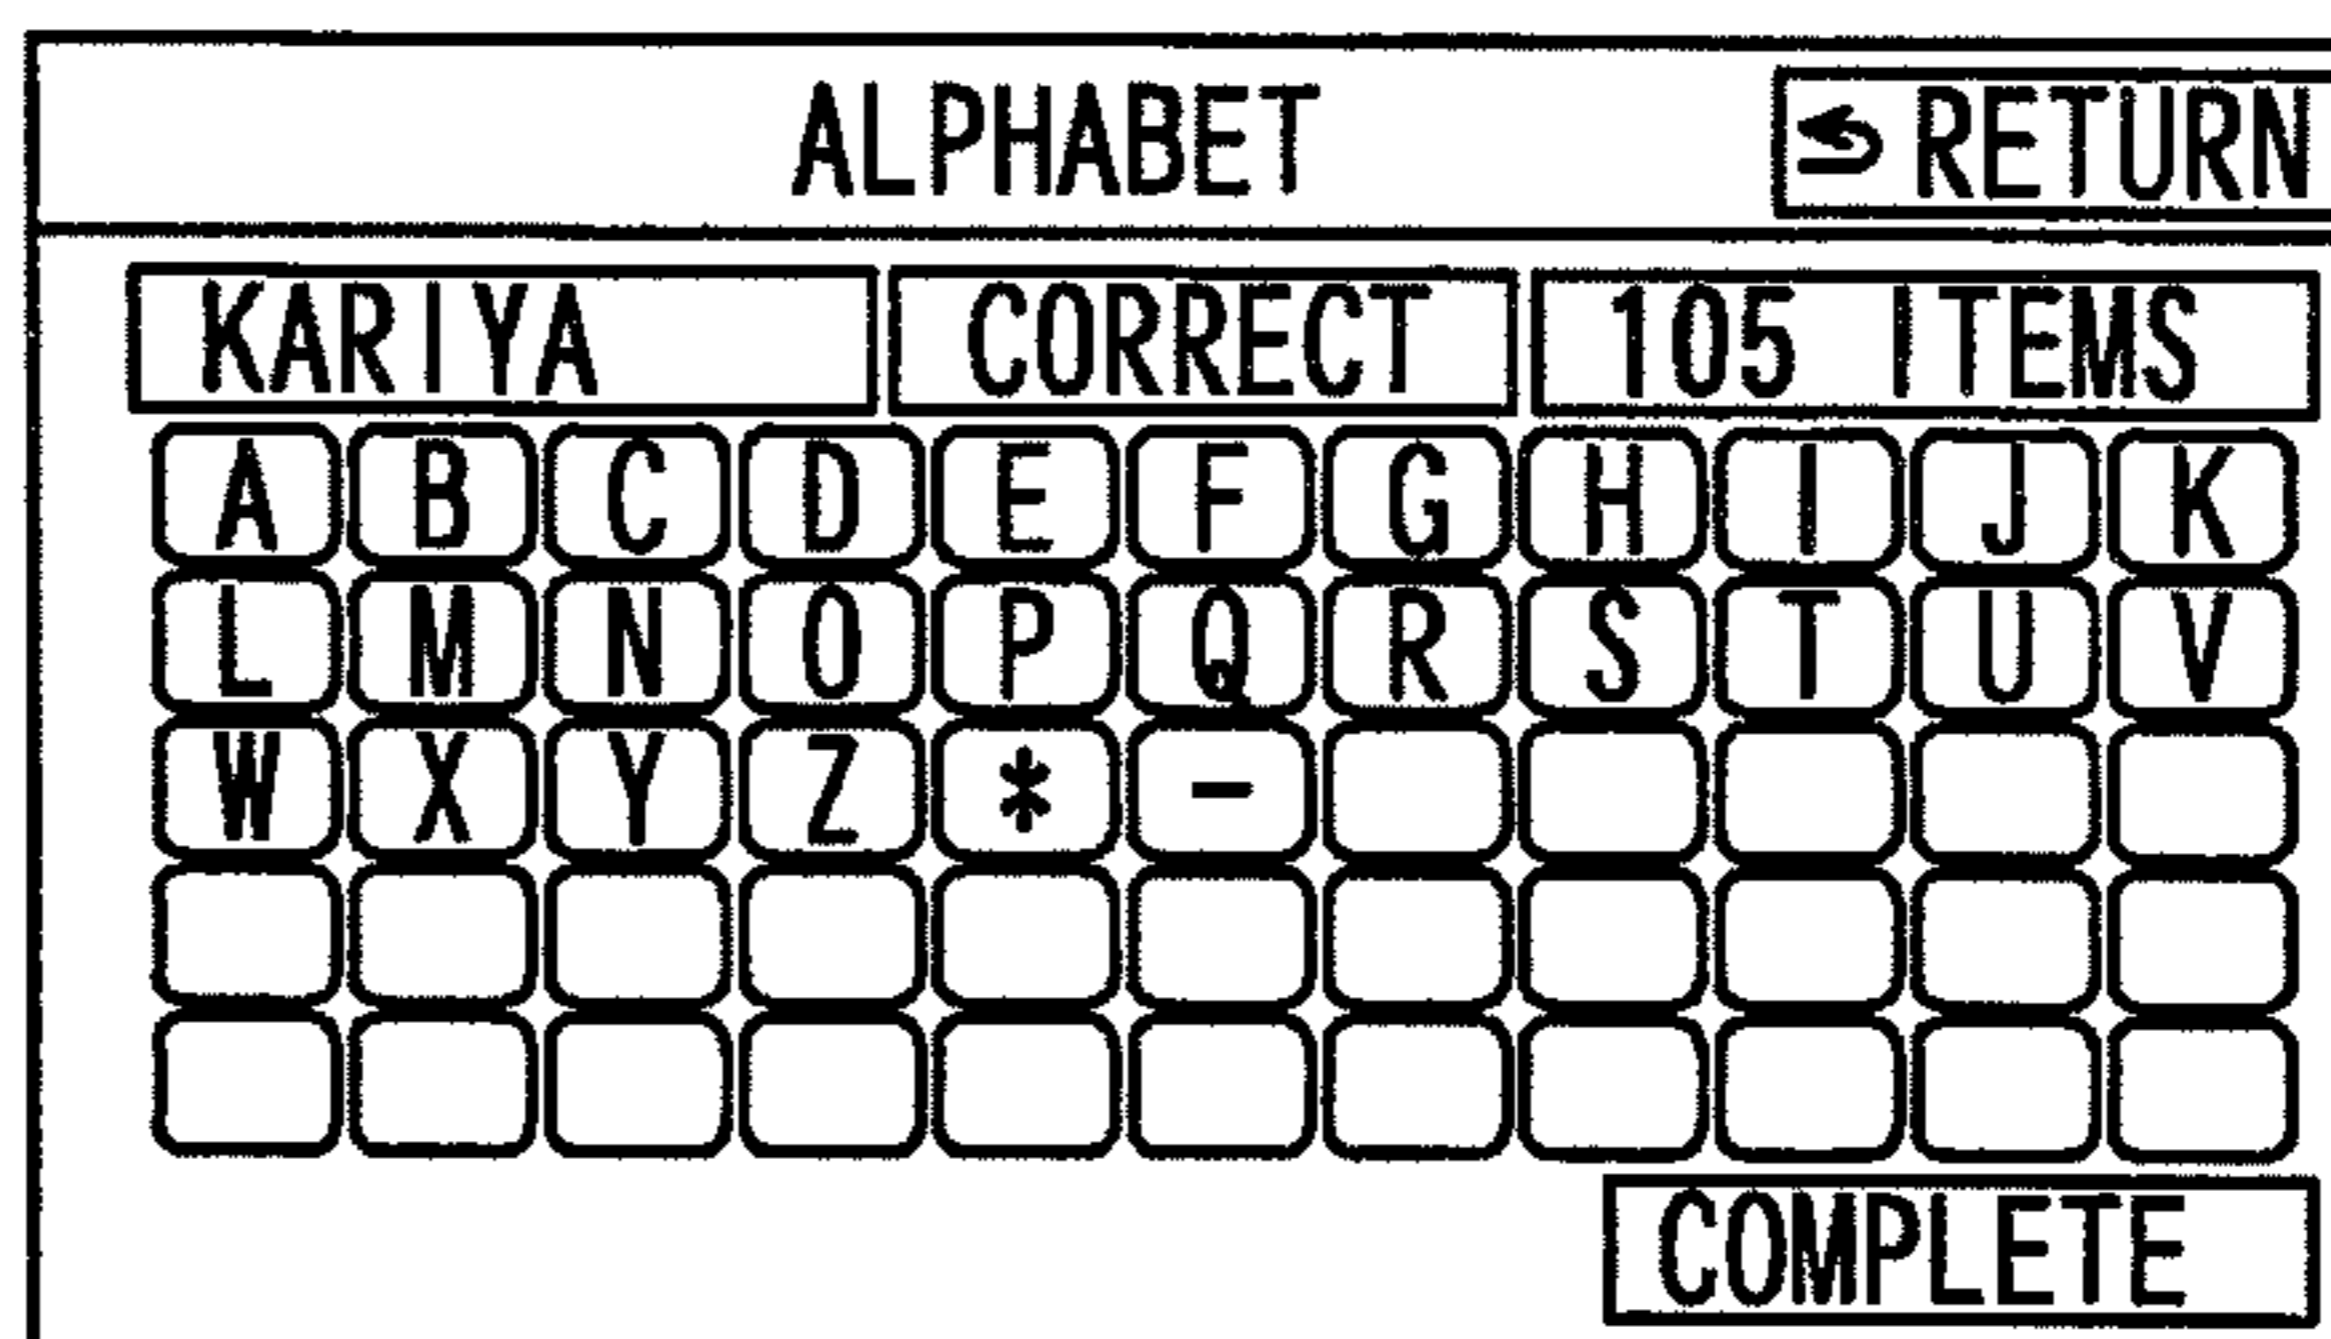 ALPHABET RETURN
KARIYA CORRECT 105 ITEMS
A B C D E F G H I J K
L M N O P Q R S T U V
W X Y Z * -
COMPLETE